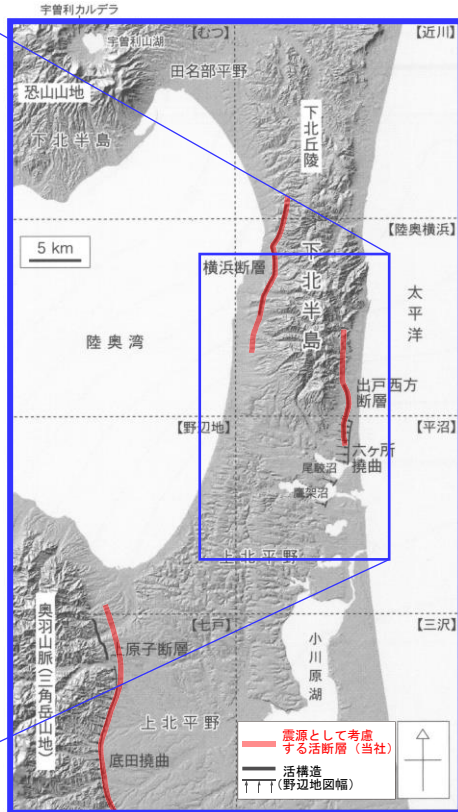 宇曽利カルデラ
【むつ】
【近川】
宇曽利山湖
田名部平野
恐山山地
下北半島
下北丘陵
【陸奥横浜】
5 km
横浜断層
下北半島
太平洋
陸奥湾
出戸西方
断層
【野辺地】
【平沼】
六ヶ所
撓曲
尾駮沼
鷹架沼
上北平野
奥羽山脈(三角岳山地)
【七戸】
【三沢】
上原子断層
小川原湖
上北平野
底田撓曲
震源として考慮
する活断層(当社)
活構造
(野辺地図幅)